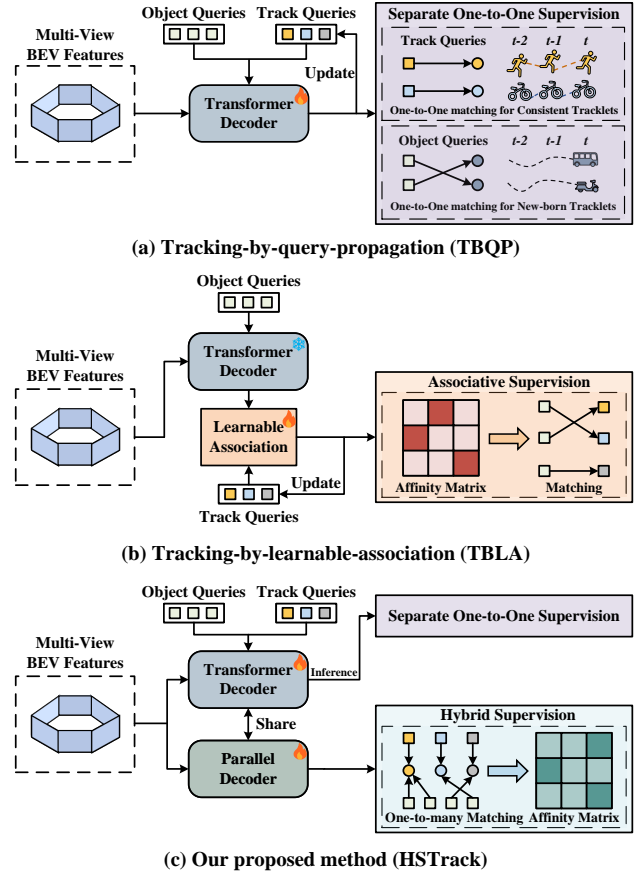 Object Queries
Track Queries
Multi-View
BEV Features
Update
Transformer
Decoder
Separate One-to-One Supervision
Track Queries
t-2
t-1
t
One-to-One matching for Consistent Tracklets
Object Queries
t-2
t-1
t
One-to-One matching for New-born Tracklets
(a) Tracking-by-query-propagation (TBQP)
Object Queries
Multi-View
BEV Features
Transformer
Decoder
Learnable
Association
Update
Track Queries
Associative Supervision
Affinity Matrix
Matching
(b) Tracking-by-learnable-association (TBLA)
Object Queries
Track Queries
Multi-View
BEV Features
Transformer
Decoder
Inference
Separate One-to-One Supervision
Share
Parallel
Decoder
Hybrid Supervision
One-to-many Matching
Affinity Matrix
(c) Our proposed method (HSTrack)